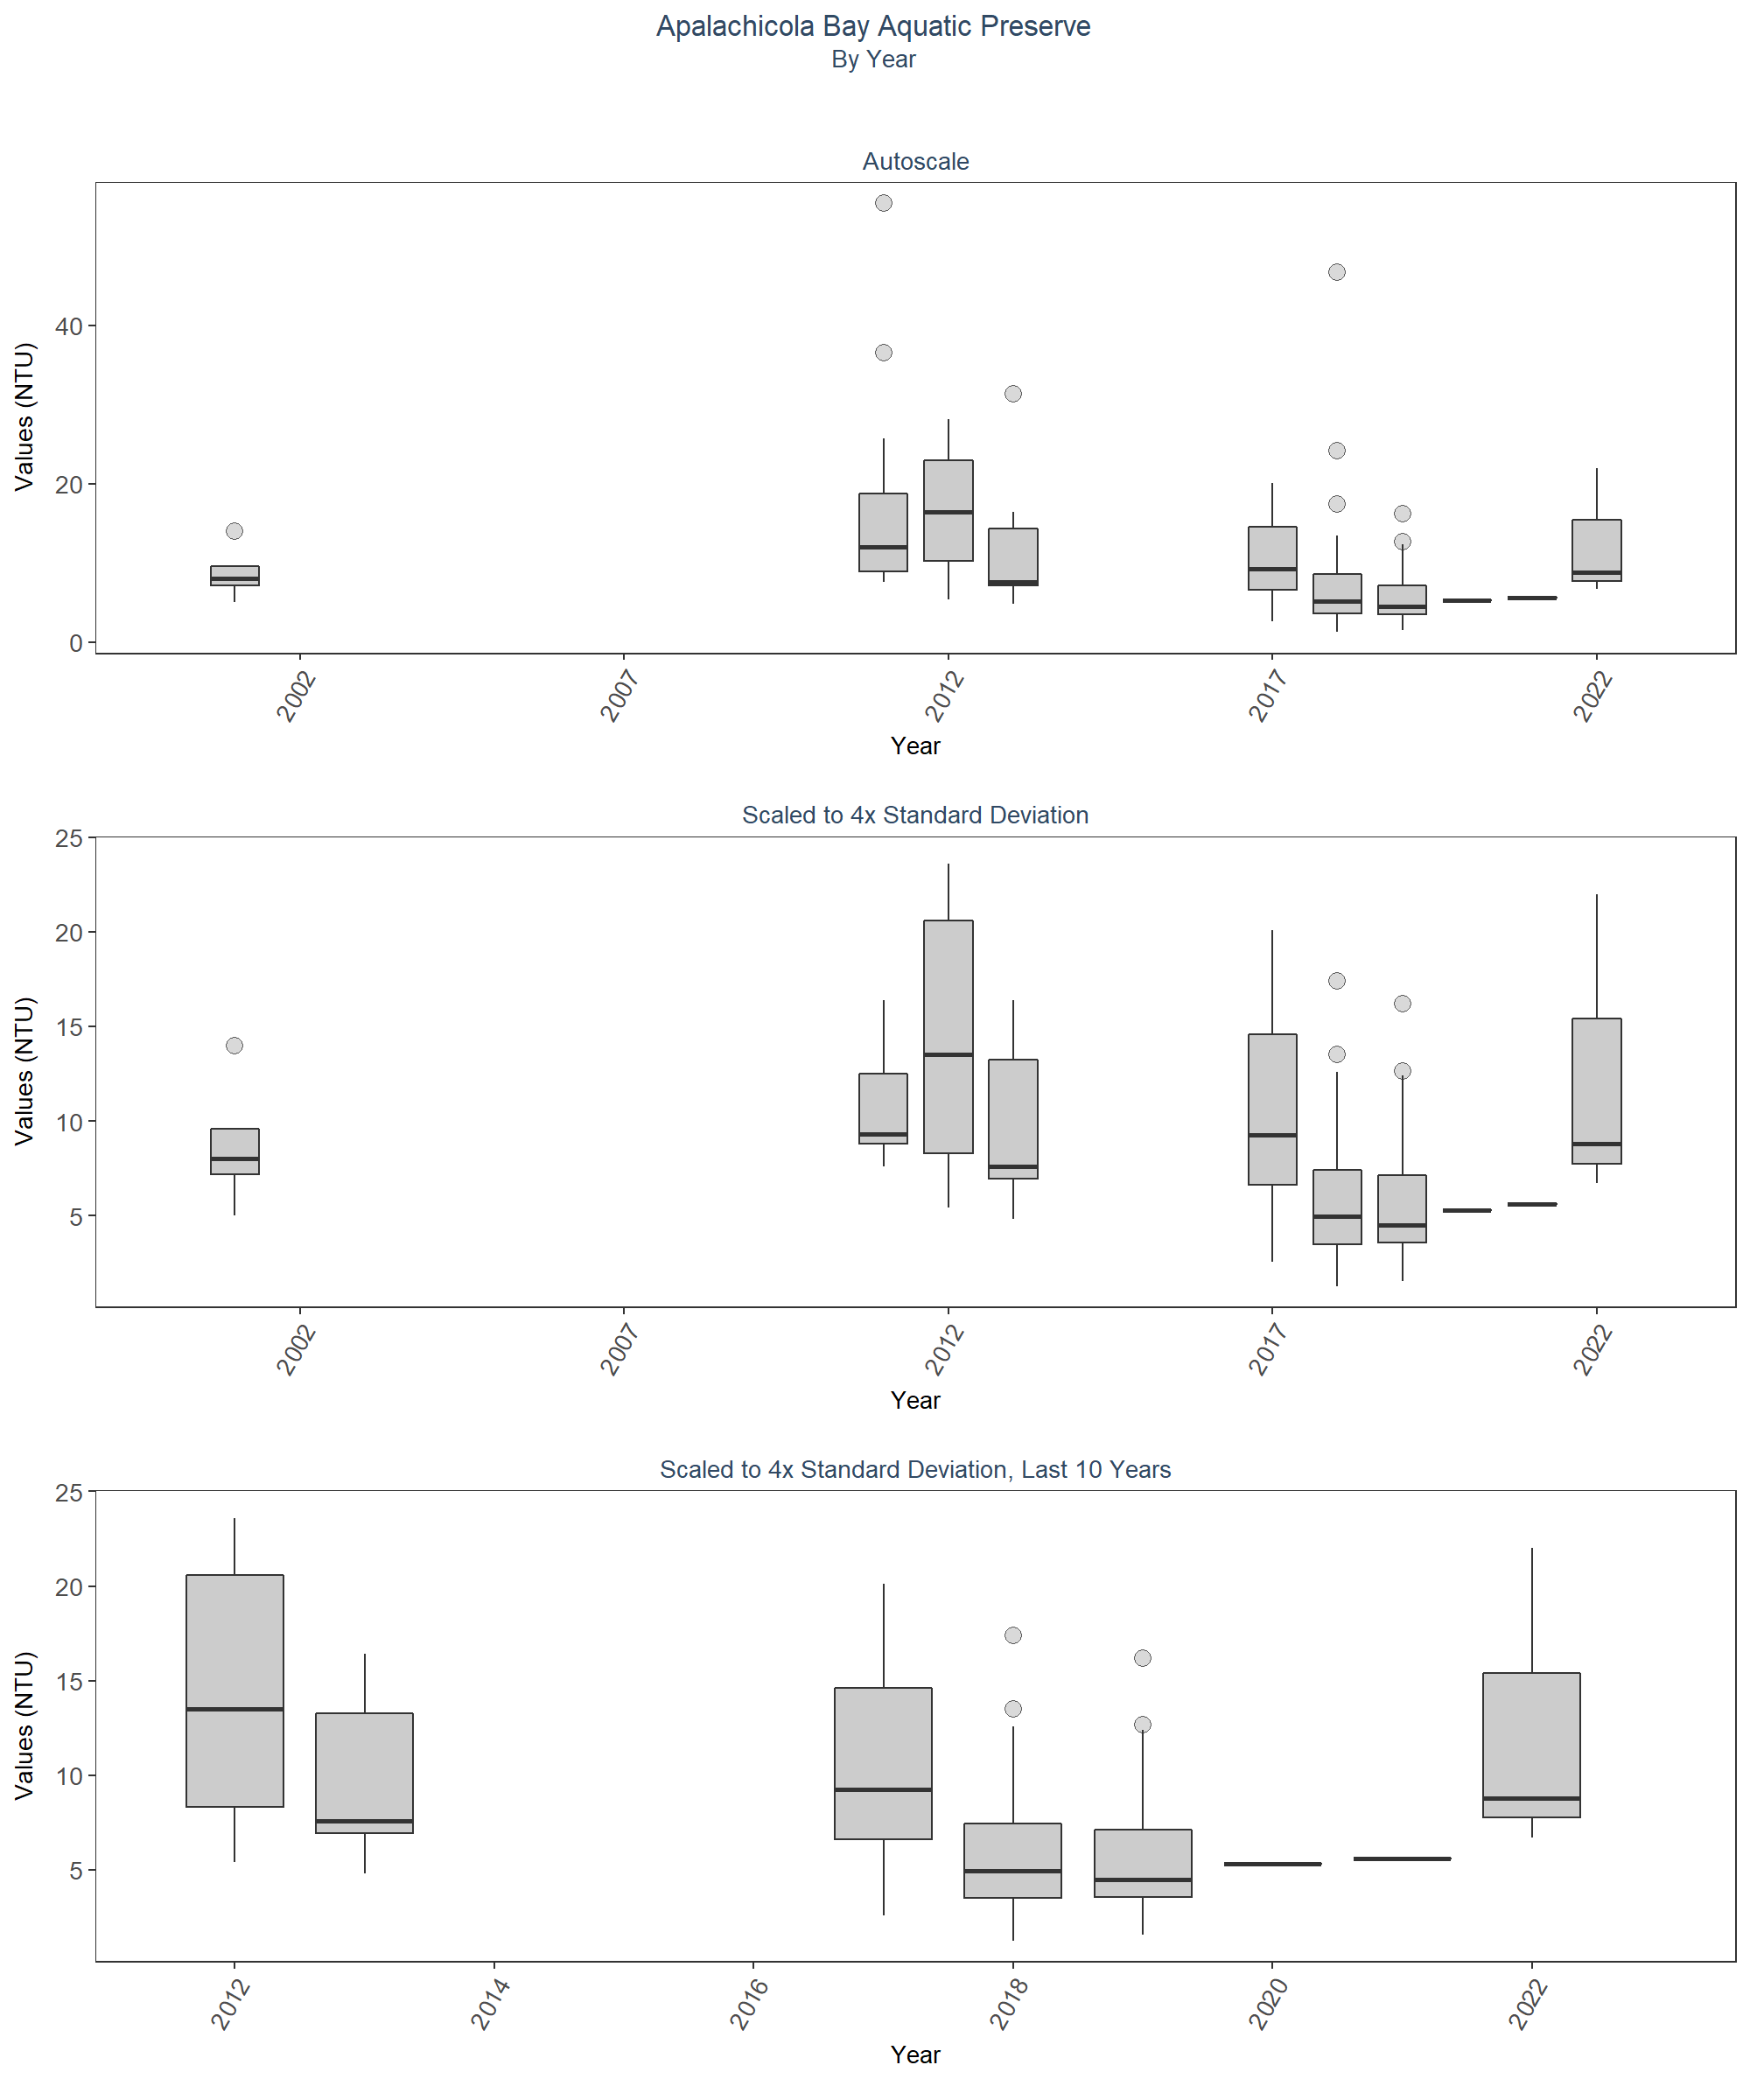 Apalachicola Bay Aquatic Preserve
By Year
Autoscale
Values (NTU)
40
20
0
2002 2007 2012 2017 2022
Year
Scaled to 4x Standard Deviation
Values (NTU)
25
20
15
10
5
2002 2007 2012 2017 2022
Year
Scaled to 4x Standard Deviation, Last 10 Years
Values (NTU)
25
20
15
10
5
2012 2014 2016 2018 2020 2022
Year